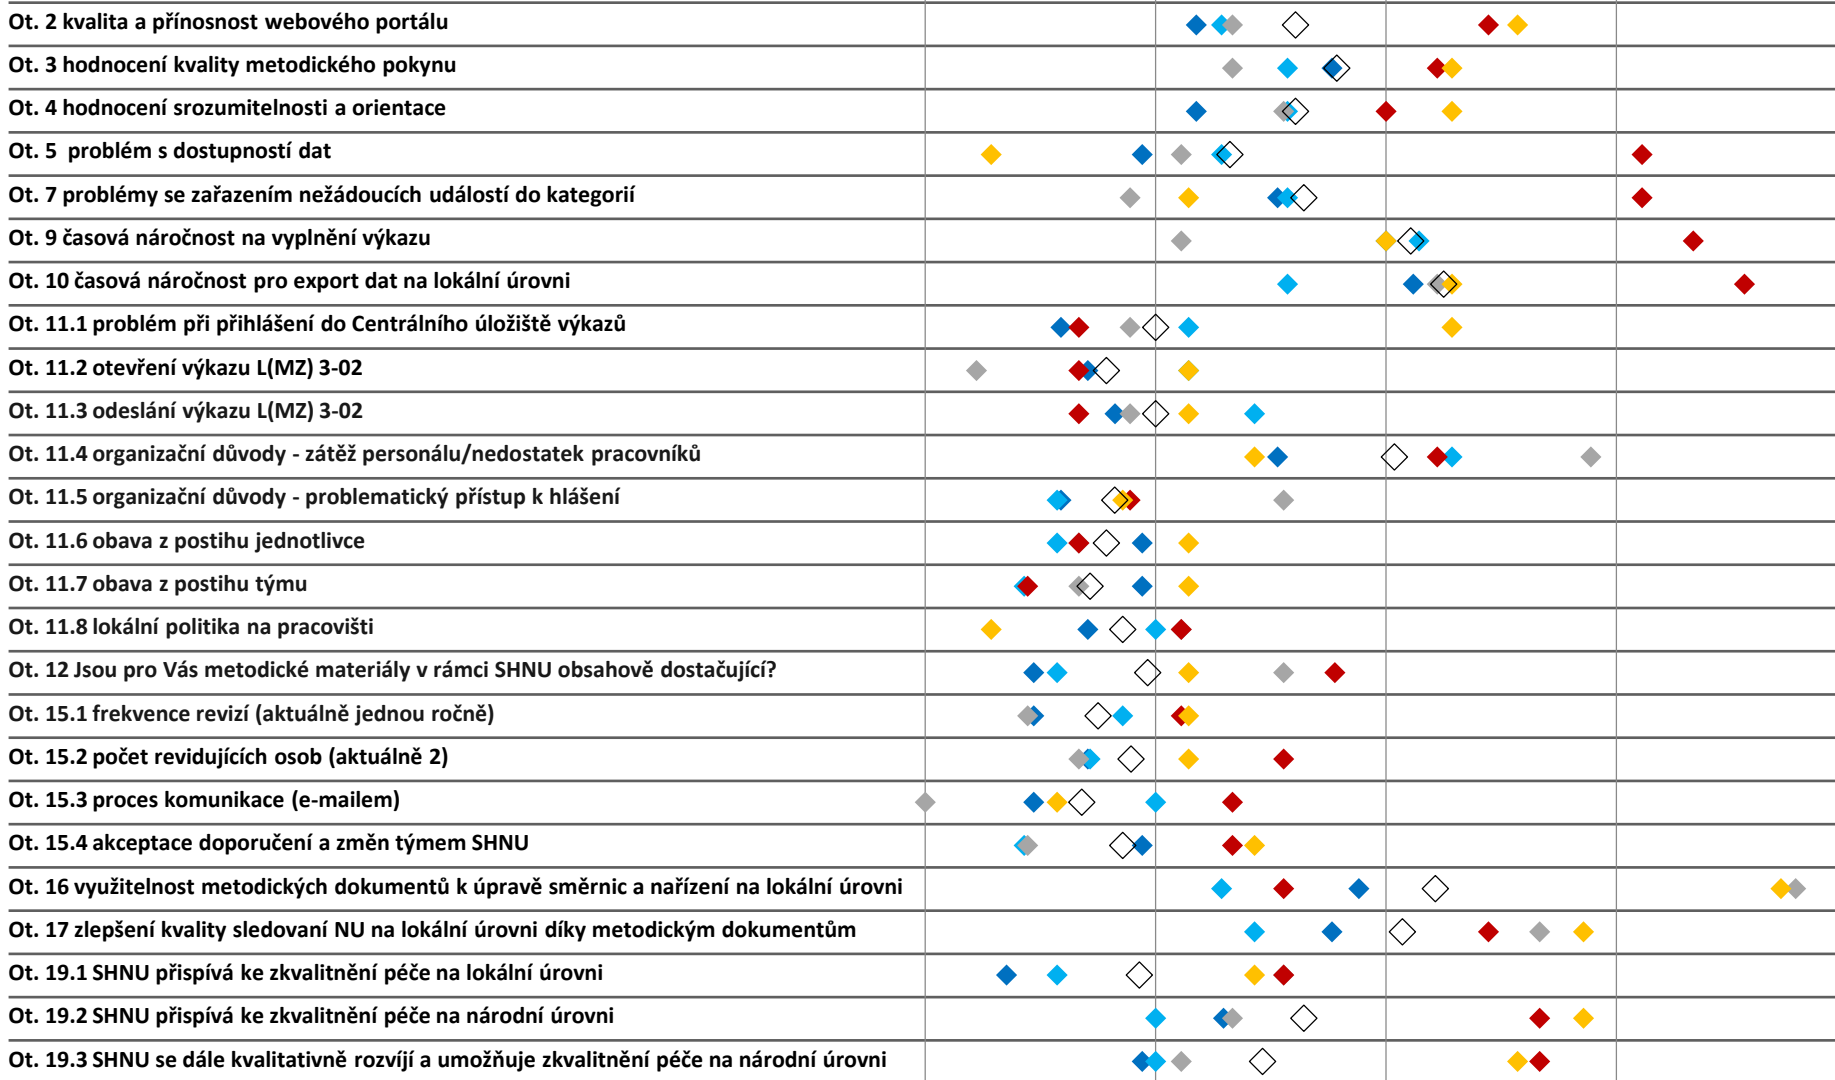 Ot. 2 kvalita a přínosnost webového portálu
Ot. 3 hodnocení kvality metodického pokynu
Ot. 4 hodnocení srozumitelnosti a orientace
Ot. 5  problém s dostupností dat
Ot. 7 problémy se zařazením nežádoucích událostí do kategorií
Ot. 9 časová náročnost na vyplnění výkazu
Ot. 10 časová náročnost pro export dat na lokální úrovni
Ot. 11.1 problém při přihlášení do Centrálního úložiště výkazů
Ot. 11.2 otevření výkazu L(MZ) 3-02
Ot. 11.3 odeslání výkazu L(MZ) 3-02
Ot. 11.4 organizační důvody - zátěž personálu/nedostatek pracovníků
Ot. 11.5 organizační důvody - problematický přístup k hlášení
Ot. 11.6 obava z postihu jednotlivce
Ot. 11.7 obava z postihu týmu
Ot. 11.8 lokální politika na pracovišti
Ot. 12 Jsou pro Vás metodické materiály v rámci SHNU obsahově dostačující?
Ot. 15.1 frekvence revizí (aktuálně jednou ročně)
Ot. 15.2 počet revidujících osob (aktuálně 2)
Ot. 15.3 proces komunikace (e-mailem)
Ot. 15.4 akceptace doporučení a změn týmem SHNU
Ot. 16 využitelnost metodických dokumentů k úpravě směrnic a nařízení na lokální úrovni
Ot. 17 zlepšení kvality sledovaní NU na lokální úrovni díky metodickým dokumentům
Ot. 19.1 SHNU přispívá ke zkvalitnění péče na lokální úrovni
Ot. 19.2 SHNU přispívá ke zkvalitnění péče na národní úrovni
Ot. 19.3 SHNU se dále kvalitativně rozvíjí a umožňuje zkvalitnění péče na národní úrovni